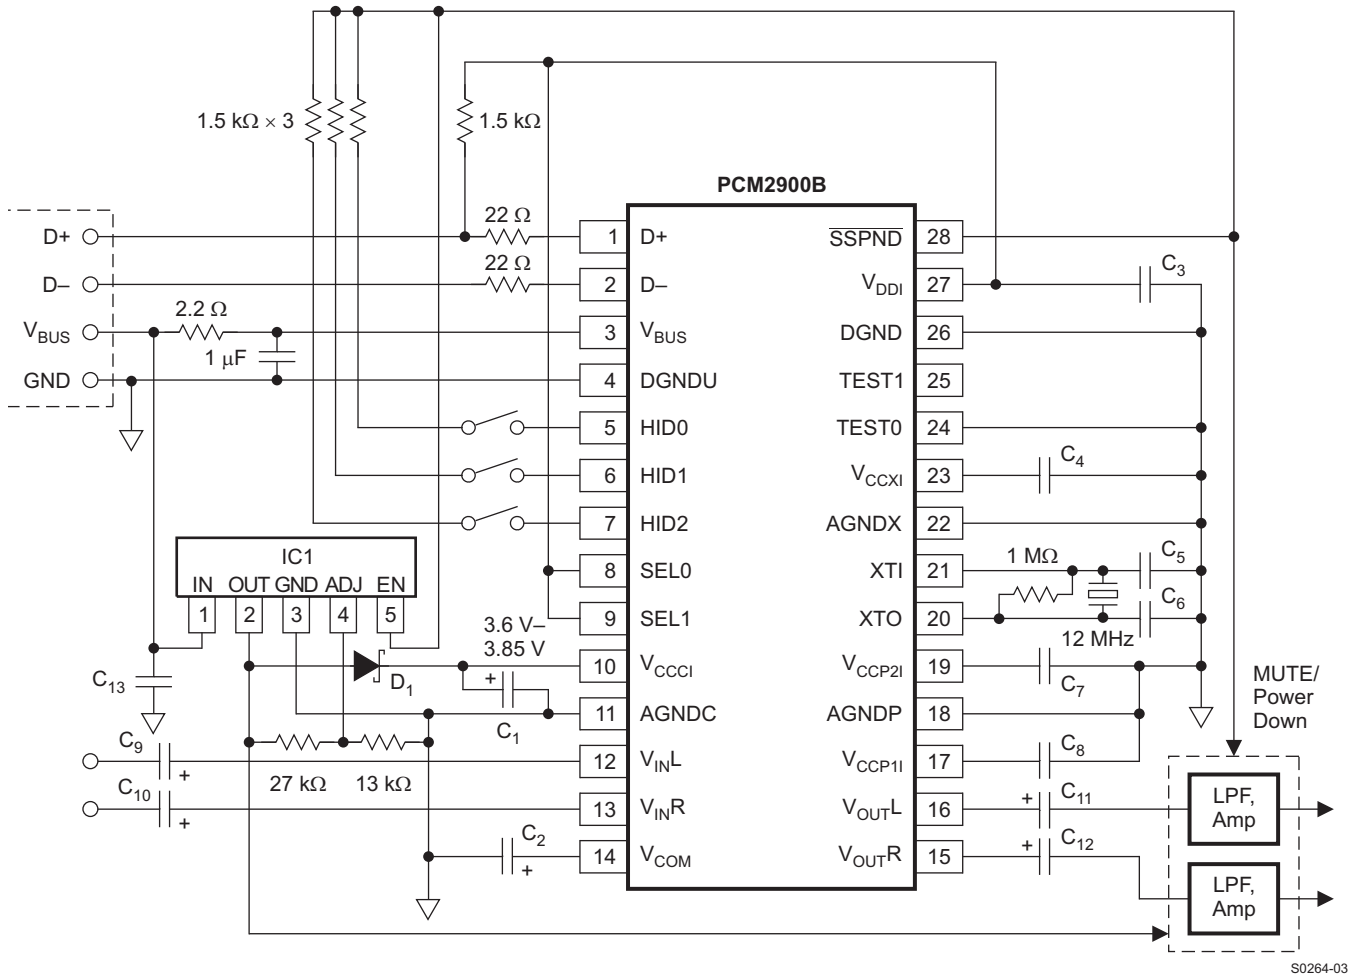 1.5 kΩ × 3
1.5 kΩ
PCM2900B
D+
22 Ω
1 D+
SSPND 28
C3
D–
22 Ω
2 D–
VDDI 27
VBUS
2.2 Ω
1 μF
3 VBUS
DGND 26
GND
4 DGNDU
TEST1 25
5 HID0
TEST0 24
6 HID1
VCCXI 23
C4
7 HID2
AGNDX 22
IC1
IN OUT GND ADJ EN
1 2 3 4 5
8 SEL0
XTI 21
1 MΩ
C5
9 SEL1
XTO 20
12 MHz
C6
3.6 V–
3.85 V
C13
D1
10 VCCCI
VCCP2I 19
C7
MUTE/
Power
Down
+
C1
11 AGNDC
AGNDP 18
C9
+
27 kΩ
13 kΩ
12 VINL
VCCP1I 17
C8
C10
+
13 VINR
VOUTL 16
+
C11
LPF,
Amp
C2
+
14 VCOM
VOUTR 15
+
C12
LPF,
Amp
S0264-03